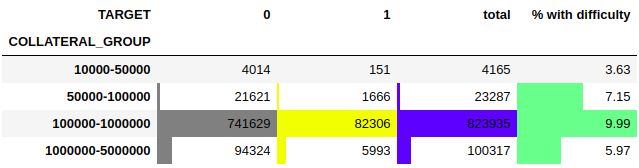 TARGET 0 1 total % with difficulty
COLLATERAL_GROUP
10000-50000 4014 151 4165 3.63
50000-100000 21621 1666 23287 7.15
100000-1000000 741629 82306 823935 9.99
1000000-5000000 94324 5993 100317 5.97